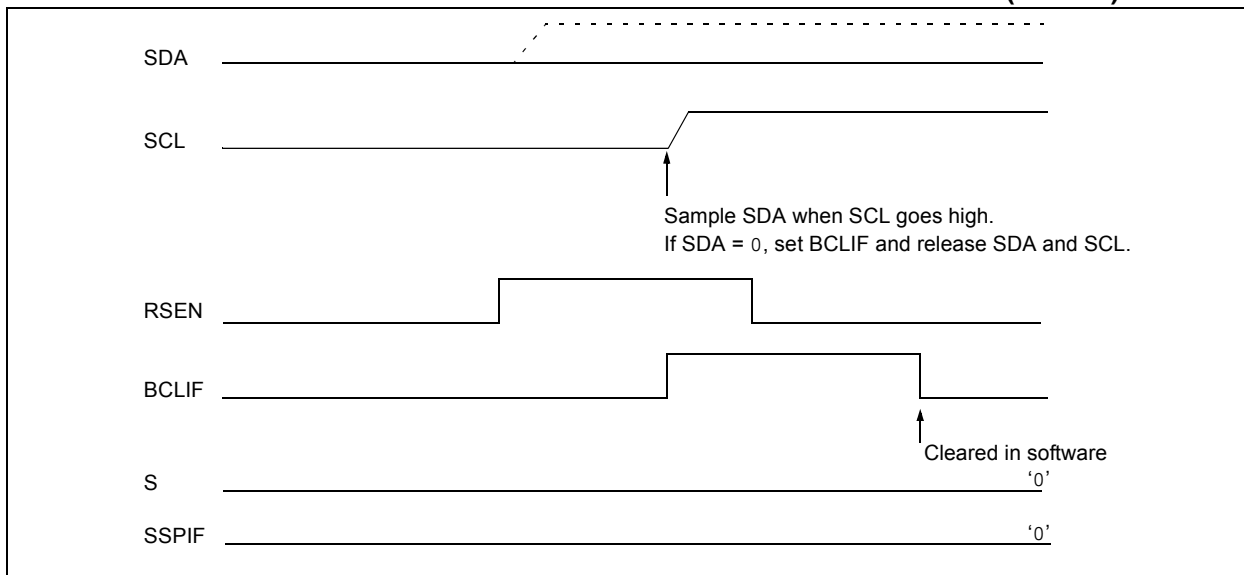 SDA
SCL
Sample SDA when SCL goes high.
If SDA = 0, set BCLIF and release SDA and SCL.
RSEN
BCLIF
Cleared in software
S
‘0’
SSPIF
‘0’